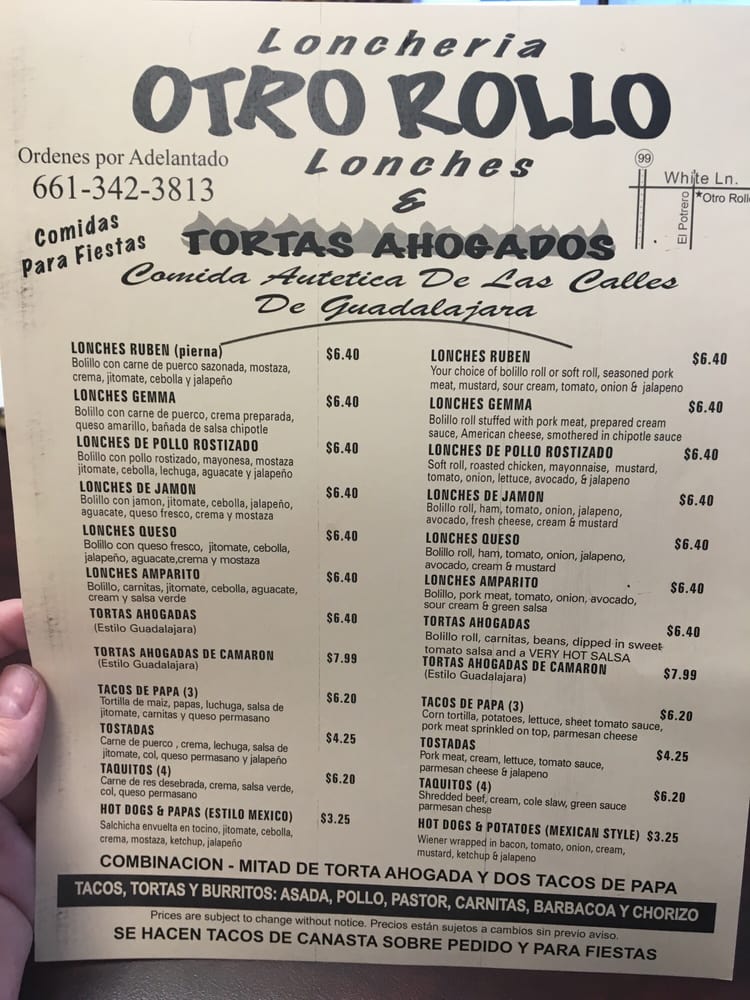 Loncheria
OTRO ROLLO
Ordenes por Adelantado
661-342-3813
Lonches
&
99
White Ln.
El Potrero
*Otro Roll
Comidas
Para Fiestas
TORTAS AHOGADOS
Comida Autetica De Las Calles
De Guadalajara
LONCHES RUBEN (pierna) $6.40
Bolillo con carne de puerco sazonada, mostaza,
crema, jitomate, cebolla y jalapeño
LONCHES GEMMA $6.40
Bolillo con carne de puerco, crema preparada,
queso amarillo, bañada de salsa chipotle
LONCHES DE POLLO ROSTIZADO $6.40
Bolillo con pollo rostizado, mayonesa, mostaza
jitomate, cebolla, lechuga, aguacate y jalapeño
LONCHES DE JAMON $6.40
Bolillo con jamon, jitomate, cebolla, jalapeño,
aguacate, queso fresco, crema y mostaza
LONCHES QUESO $6.40
Bolillo con queso fresco, jitomate, cebolla,
jalapeño, aguacate,crema y mostaza
LONCHES AMPARITO $6.40
Bolillo, carnitas, jitomate, cebolla, aguacate,
cream y salsa verde
TORTAS AHOGADAS $6.40
(Estilo Guadalajara)
TORTAS AHOGADAS DE CAMARON $7.99
(Estilo Guadalajara)
TACOS DE PAPA (3) $6.20
Tortilla de maiz, papas, luchuga, salsa de
jitomate, carnitas y queso permasano
TOSTADAS $4.25
Carne de puerco , crema, lechuga, salsa de
jitomate, col, queso permasano y jalapeño
TAQUITOS (4) $6.20
Carne de res desebrada, crema, salsa verde,
col, queso permasano
HOT DOGS & PAPAS (ESTILO MEXICO) $3.25
Salchicha envuelta en tocino, jitomate, cebolla,
crema, mostaza, ketchup, jalapeño
LONCHES RUBEN $6.40
Your choice of bolillo roll or soft roll, seasoned pork
meat, mustard, sour cream, tomato, onion & jalapeno
LONCHES GEMMA $6.40
Bolillo roll stuffed with pork meat, prepared cream
sauce, American cheese, smothered in chipotle sauce
LONCHES DE POLLO ROSTIZADO $6.40
Soft roll, roasted chicken, mayonnaise, mustard,
tomato, onion, lettuce, avocado, & jalapeno
LONCHES DE JAMON $6.40
Bolillo roll, ham, tomato, onion, jalapeno,
avocado, fresh cheese, cream & mustard
LONCHES QUESO $6.40
Bolillo roll, ham, tomato, onion, jalapeno,
avocado, cream & mustard
LONCHES AMPARITO $6.40
Bolillo, pork meat, tomato, onion, avocado,
sour cream & green salsa
TORTAS AHOGADAS $6.40
Bolillo roll, carnitas, beans, dipped in sweet
tomato salsa and a VERY HOT SALSA
TORTAS AHOGADAS DE CAMARON $7.99
(Estilo Guadalajara)
TACOS DE PAPA (3) $6.20
Corn tortilla, potatoes, lettuce, sheet tomato sauce,
pork meat sprinkled on top, parmesan cheese
TOSTADAS $4.25
Pork meat, cream, lettuce, tomato sauce,
parmesan cheese & jalapeno
TAQUITOS (4) $6.20
Shredded beef, cream, cole slaw, green sauce
parmesan chese
HOT DOGS & POTATOES (MEXICAN STYLE) $3.25
Wiener wrapped in bacon, tomato, onion, cream,
mustard, ketchup & jalapeno
COMBINACION - MITAD DE TORTA AHOGADA Y DOS TACOS DE PAPA
TACOS, TORTAS Y BURRITOS: ASADA, POLLO, PASTOR, CARNITAS, BARBACOA Y CHORIZO
Prices are subject to change without notice. Precios están sujetos a cambios sin previo aviso.
SE HACEN TACOS DE CANASTA SOBRE PEDIDO Y PARA FIESTAS